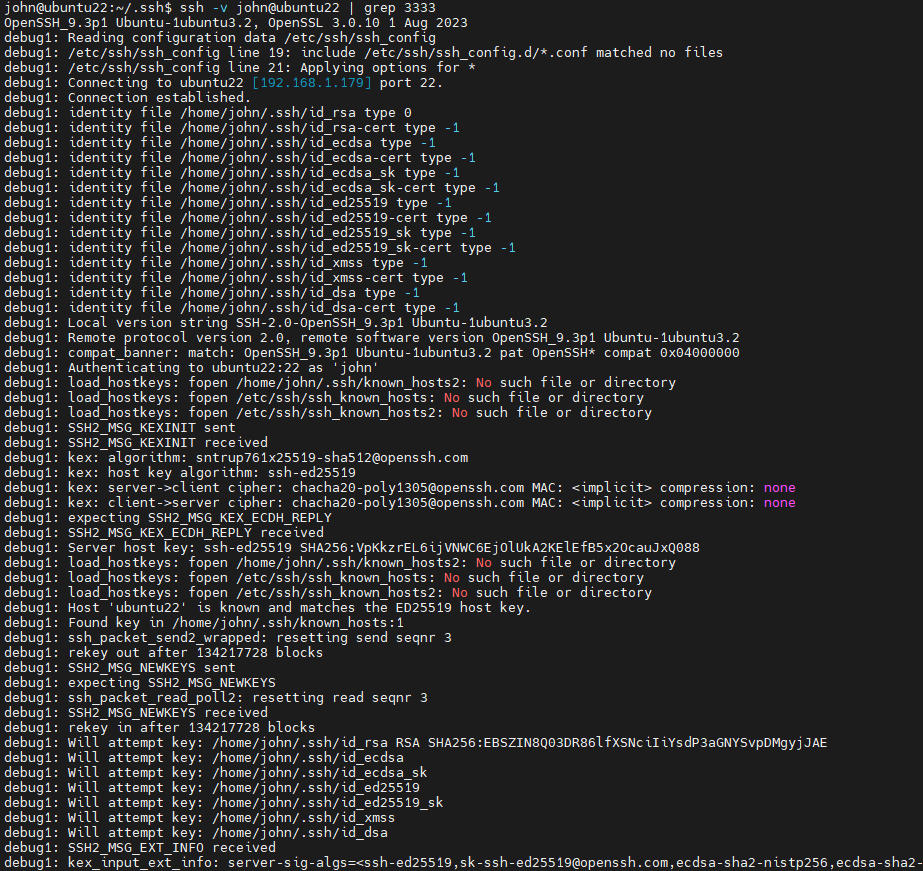 john@ubuntu22:~/.ssh$ ssh -v john@ubuntu22 | grep 3333
OpenSSH_9.3p1 Ubuntu-1ubuntu3.2, OpenSSL 3.0.10 1 Aug 2023
debug1: Reading configuration data /etc/ssh/ssh_config
debug1: /etc/ssh/ssh_config line 19: include /etc/ssh/ssh_config.d/*.conf matched no files
debug1: /etc/ssh/ssh_config line 21: Applying options for *
debug1: Connecting to ubuntu22 [192.168.1.179] port 22.
debug1: Connection established.
debug1: identity file /home/john/.ssh/id_rsa type 0
debug1: identity file /home/john/.ssh/id_rsa-cert type -1
debug1: identity file /home/john/.ssh/id_ecdsa type -1
debug1: identity file /home/john/.ssh/id_ecdsa-cert type -1
debug1: identity file /home/john/.ssh/id_ecdsa_sk type -1
debug1: identity file /home/john/.ssh/id_ecdsa_sk-cert type -1
debug1: identity file /home/john/.ssh/id_ed25519 type -1
debug1: identity file /home/john/.ssh/id_ed25519-cert type -1
debug1: identity file /home/john/.ssh/id_ed25519_sk type -1
debug1: identity file /home/john/.ssh/id_ed25519_sk-cert type -1
debug1: identity file /home/john/.ssh/id_xmss type -1
debug1: identity file /home/john/.ssh/id_xmss-cert type -1
debug1: identity file /home/john/.ssh/id_dsa type -1
debug1: identity file /home/john/.ssh/id_dsa-cert type -1
debug1: Local version string SSH-2.0-OpenSSH_9.3p1 Ubuntu-1ubuntu3.2
debug1: Remote protocol version 2.0, remote software version OpenSSH_9.3p1 Ubuntu-1ubuntu3.2
debug1: compat_banner: match: OpenSSH_9.3p1 Ubuntu-1ubuntu3.2 pat OpenSSH* compat 0x04000000
debug1: Authenticating to ubuntu22:22 as 'john'
debug1: load_hostkeys: fopen /home/john/.ssh/known_hosts2: No such file or directory
debug1: load_hostkeys: fopen /etc/ssh/ssh_known_hosts: No such file or directory
debug1: load_hostkeys: fopen /etc/ssh/ssh_known_hosts2: No such file or directory
debug1: SSH2_MSG_KEXINIT sent
debug1: SSH2_MSG_KEXINIT received
debug1: kex: algorithm: sntrup761x25519-sha512@openssh.com
debug1: kex: host key algorithm: ssh-ed25519
debug1: kex: server->client cipher: chacha20-poly1305@openssh.com MAC: <implicit> compression: none
debug1: kex: client->server cipher: chacha20-poly1305@openssh.com MAC: <implicit> compression: none
debug1: expecting SSH2_MSG_KEX_ECDH_REPLY
debug1: SSH2_MSG_KEX_ECDH_REPLY received
debug1: Server host key: ssh-ed25519 SHA256:VpKkzrEL6ijVNWC6EjOlUkA2KElEfB5x2OcauJxQ088
debug1: load_hostkeys: fopen /home/john/.ssh/known_hosts2: No such file or directory
debug1: load_hostkeys: fopen /etc/ssh/ssh_known_hosts: No such file or directory
debug1: load_hostkeys: fopen /etc/ssh/ssh_known_hosts2: No such file or directory
debug1: Host 'ubuntu22' is known and matches the ED25519 host key.
debug1: Found key in /home/john/.ssh/known_hosts:1
debug1: ssh_packet_send2_wrapped: resetting send seqnr 3
debug1: rekey out after 134217728 blocks
debug1: SSH2_MSG_NEWKEYS sent
debug1: expecting SSH2_MSG_NEWKEYS
debug1: ssh_packet_read_poll2: resetting read seqnr 3
debug1: SSH2_MSG_NEWKEYS received
debug1: rekey in after 134217728 blocks
debug1: Will attempt key: /home/john/.ssh/id_rsa RSA SHA256:EBSZIN8Q03DR86lfXSNciIiYsdP3aGNYSvpDMgyjJAE
debug1: Will attempt key: /home/john/.ssh/id_ecdsa
debug1: Will attempt key: /home/john/.ssh/id_ecdsa_sk
debug1: Will attempt key: /home/john/.ssh/id_ed25519
debug1: Will attempt key: /home/john/.ssh/id_ed25519_sk
debug1: Will attempt key: /home/john/.ssh/id_xmss
debug1: Will attempt key: /home/john/.ssh/id_dsa
debug1: SSH2_MSG_EXT_INFO received
debug1: kex_input_ext_info: server-sig-algs=<ssh-ed25519,sk-ssh-ed25519@openssh.com,ecdsa-sha2-nistp256,ecdsa-sha2-